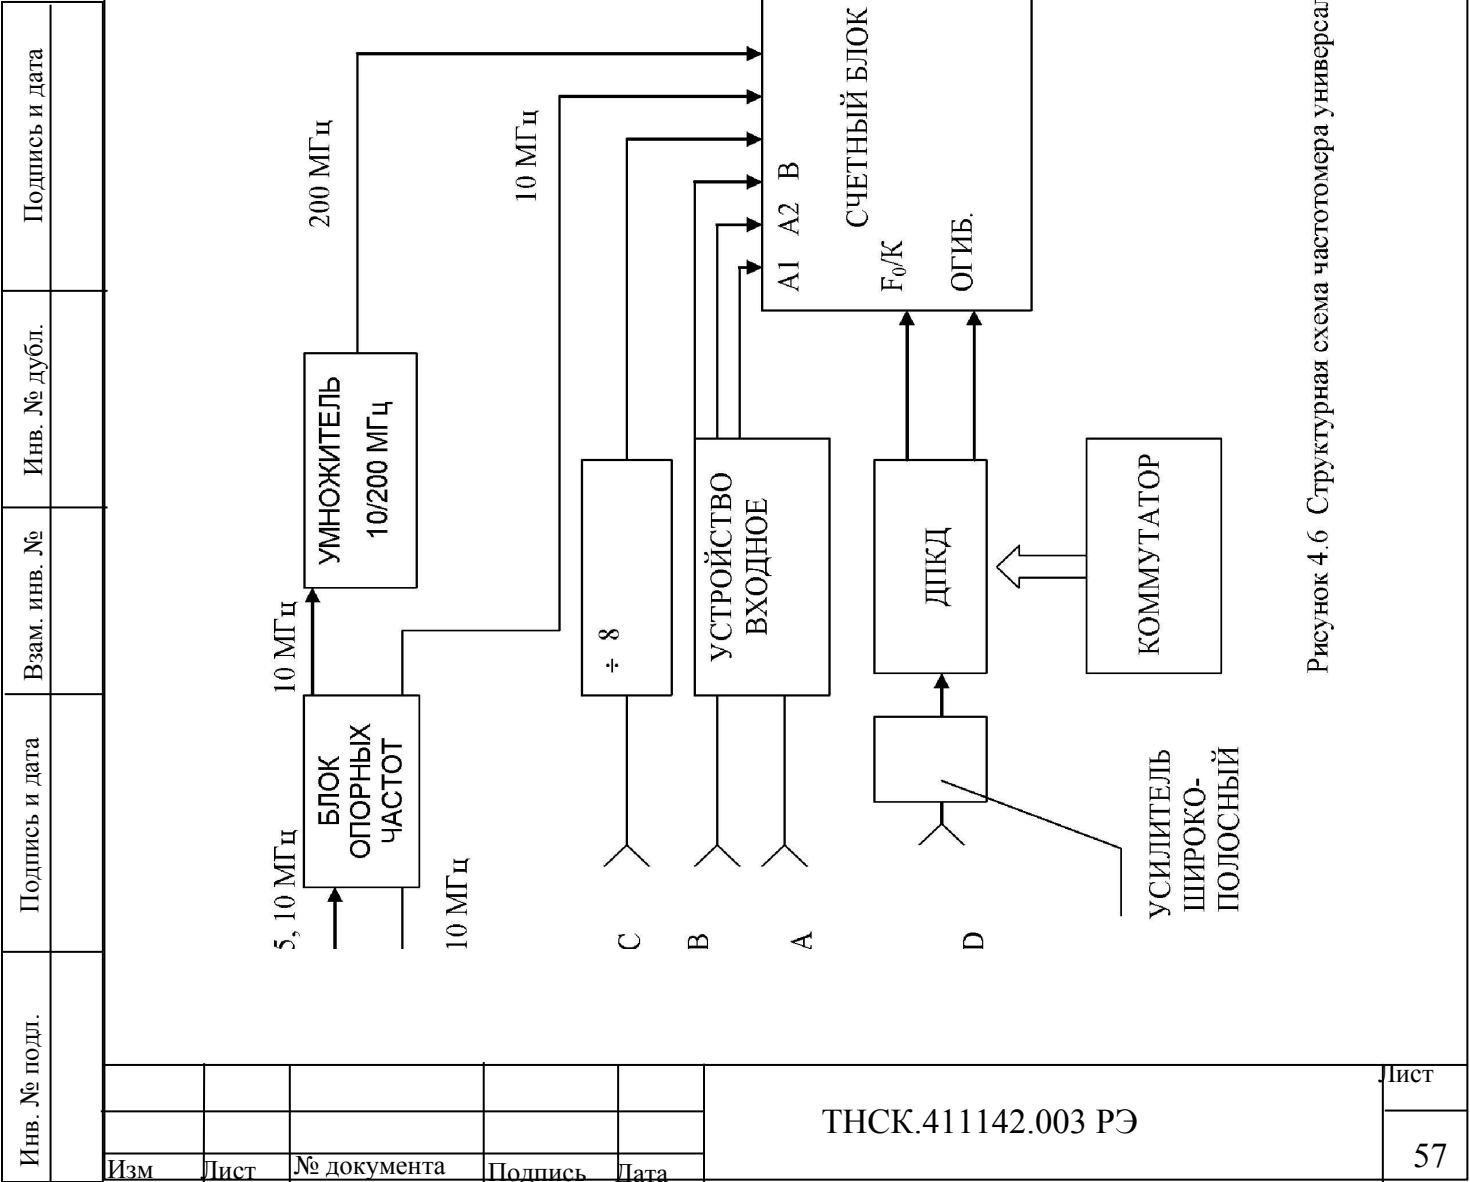 Подпись и дата
Инв. № дубл.
Взам. инв. №
Подпись и дата
Инв. № подл.
5, 10 МГц
10 МГц
БЛОК
ОПОРНЫХ
ЧАСТОТ
10 МГц
УМНОЖИТЕЛЬ
10/200 МГц
200 МГц
10 МГц
C
÷ 8
B
A
УСТРОЙСТВО
ВХОДНОЕ
A1 A2 B
СЧЕТНЫЙ БЛОК
F₀/K
ОГИБ.
D
УСИЛИТЕЛЬ
ШИРОКО-
ПОЛОСНЫЙ
ДПКД
КОММУТАТОР
Рисунок 4.6 Структурная схема частотомера
Изм Лист № документа Подпись Дата
ТНСК.411142.003 РЭ
Лист
57